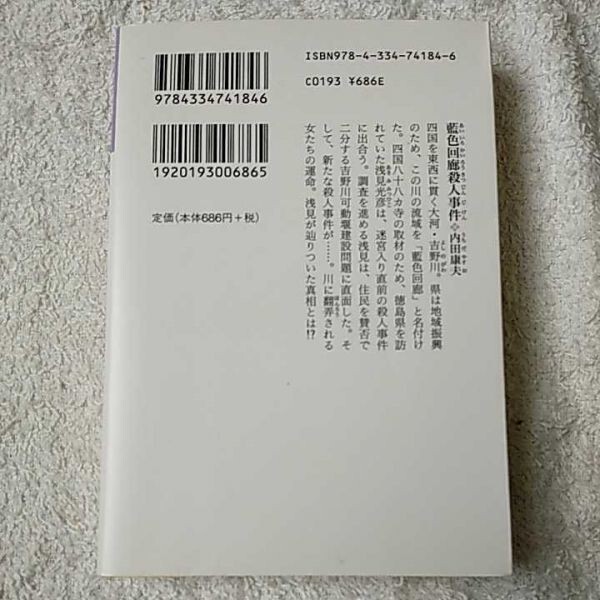 ISBN978-4-334-74184-6
C0193 ¥686E
9784334741846
1920193006865
定価(本体686円+税)
藍色回廊殺人事件❖内田康夫
四国を東西に貫く大河・吉野川。県は地域振興
のため、この川の流域を「藍色回廊」と名付け
た。四国八十八カ寺の取材のため、徳島県を訪
れていた浅見光彦は、迷宮入り直前の殺人事件
に出合う。調査を進める浅見は、住民を賛否で
二分する吉野川可動堰建設問題に直面した。そ
して、新たな殺人事件が……。川に翻弄される
女たちの運命。浅見が辿りついた真相とは!?